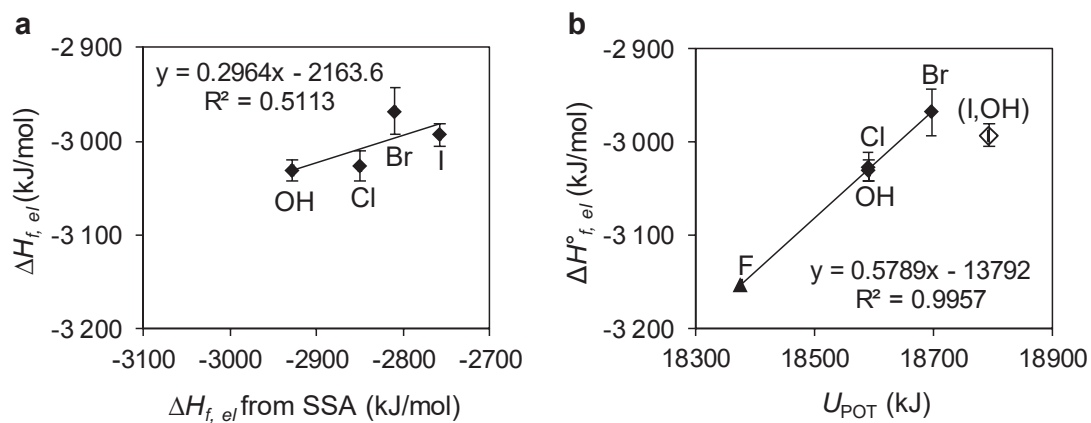 a
-2 900
-3 000
-3 100
-3 200
ΔHf, el (kJ/mol)
y = 0.2964x - 2163.6
R² = 0.5113
OH
Cl
Br
I
-3100 -3000 -2900 -2800 -2700
ΔHf, el from SSA (kJ/mol)
b
-2 900
-3 000
-3 100
-3 200
ΔH°f, el (kJ/mol)
Br
(I,OH)
Cl
OH
F
y = 0.5789x - 13792
R² = 0.9957
18300 18500 18700 18900
UPOT (kJ)